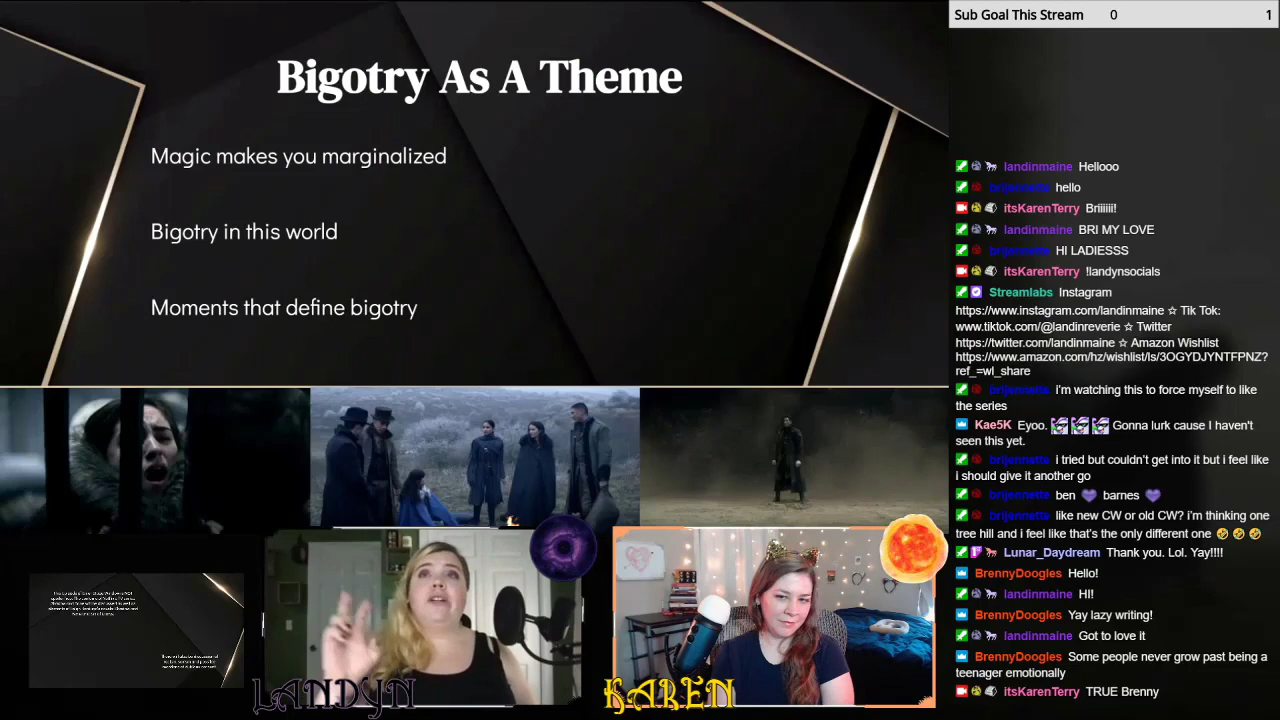 Bigotry As A Theme
Magic makes you marginalized
Bigotry in this world
Moments that define bigotry
LANDYN
KAREN
Sub Goal This Stream 0 1
landinmaine Hellooo
brijennette hello
itsKarenTerry Briiiiii!
landinmaine BRI MY LOVE
brijennette HI LADIESSS
itsKarenTerry !landynsocials
Streamlabs Instagram
https://www.instagram.com/landinmaine ☆ Tik Tok:
www.tiktok.com/@landinreverie ☆ Twitter
https://twitter.com/landinmaine ☆ Amazon Wishlist
https://www.amazon.com/hz/wishlist/ls/3OGYDJYNTFPNZ?
ref_=wl_share
brijennette i'm watching this to force myself to like
the series
Kae5K Eyoo. Gonna lurk cause I haven't
seen this yet.
brijennette i tried but couldn't get into it but i feel like
i should give it another go
brijennette ben 💜 barnes 💜
brijennette like new CW or old CW? i'm thinking one
tree hill and i feel like that's the only different one 🤣 🤣 🤣
Lunar_Daydream Thank you. Lol. Yay!!!!
BrennyDoogles Hello!
landinmaine HI!
BrennyDoogles Yay lazy writing!
landinmaine Got to love it
BrennyDoogles Some people never grow past being a
teenager emotionally
itsKarenTerry TRUE Brenny